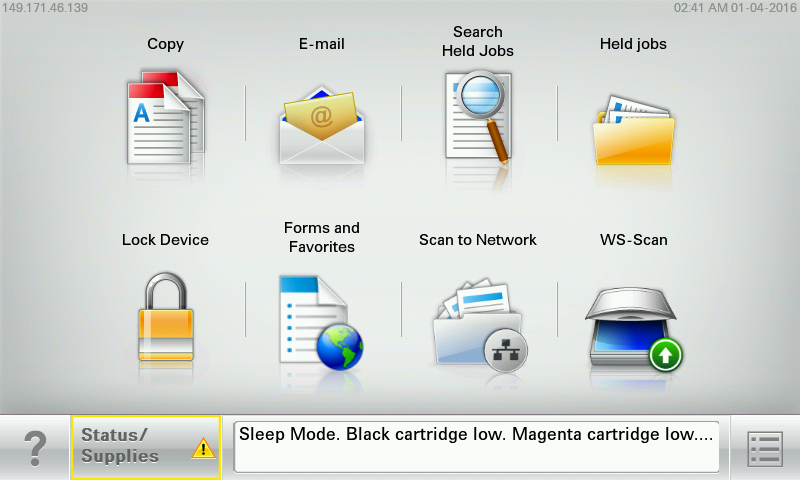 149.171.46.139
02:41 AM 01-04-2016
Copy
E-mail
Search
Held Jobs
Held jobs
A
@
Lock Device
Forms and
Favorites
Scan to Network
WS-Scan
?
Status/
Supplies
!
Sleep Mode. Black cartridge low. Magenta cartridge low....